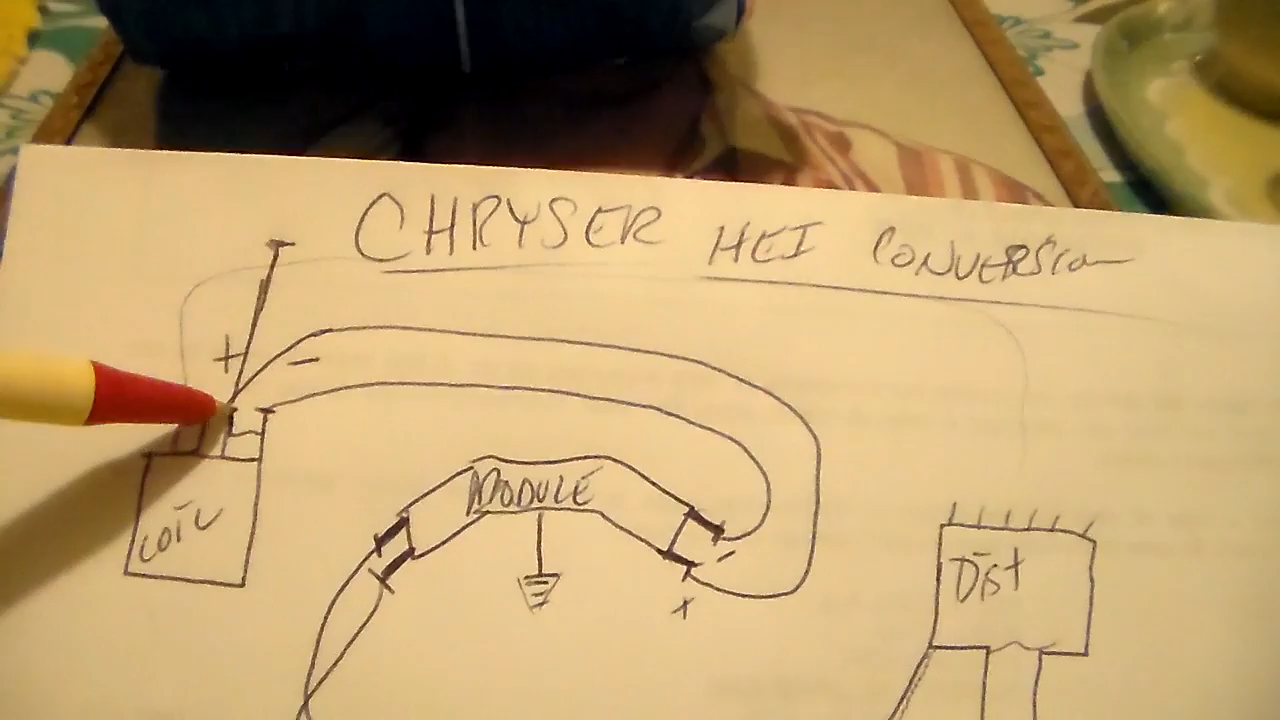 CHRYSER HEI CONVERSION
+
-
MODULE
COIL
-
+
DIST